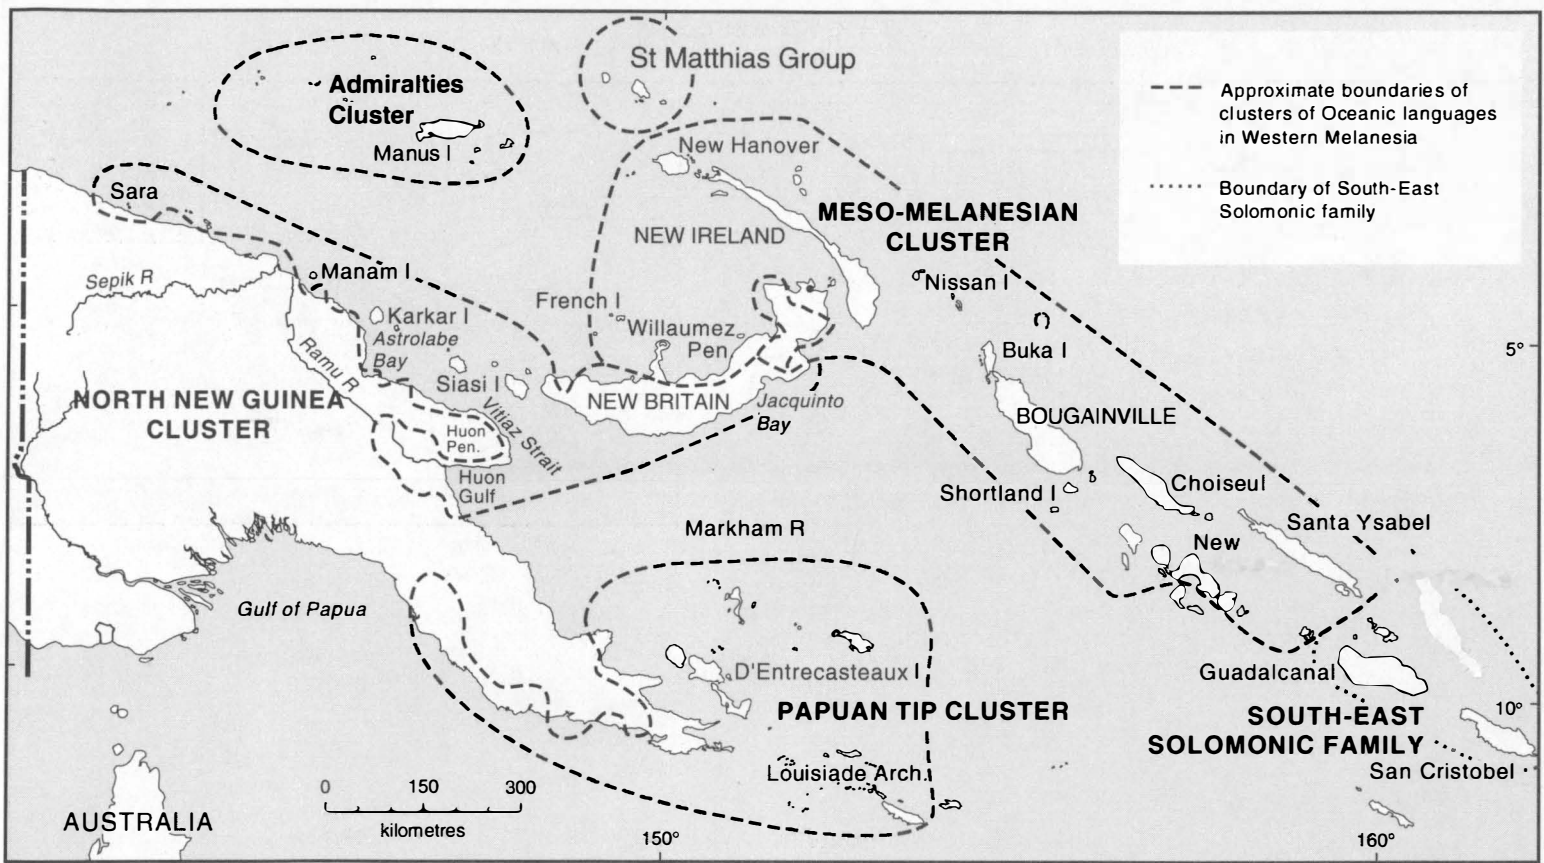 St Matthias Group
Admiralties
Cluster
Manus I
Approximate boundaries of
clusters of Oceanic languages
in Western Melanesia
Boundary of South-East
Solomonic family
New Hanover
Sara
MESO-MELANESIAN
CLUSTER
NEW IRELAND
Sepik R
Manam I
Nissan I
French I
Karkar I
Astrolabe
Bay
Willaumez
Pen
Buka I
5°
Ramu R
Siasi I
NORTH NEW GUINEA
CLUSTER
NEW BRITAIN
Jacquinto
Bay
Vitiaz Strait
BOUGAINVILLE
Huon
Pen.
Huon
Gulf
Shortland I
Choiseul
Markham R
Santa Ysabel
New
Gulf of Papua
D'Entrecasteaux I
Guadalcanal
PAPUAN TIP CLUSTER
10°
SOUTH-EAST
SOLOMONIC FAMILY
San Cristobel
Louisiade Arch.
0 150 300
kilometres
AUSTRALIA
150°
160°